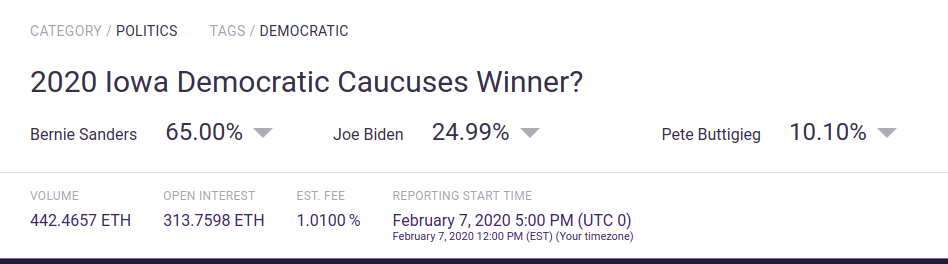 CATEGORY / POLITICS TAGS / DEMOCRATIC
2020 Iowa Democratic Caucuses Winner?
Bernie Sanders 65.00% Joe Biden 24.99% Pete Buttigieg 10.10%
VOLUME OPEN INTEREST EST. FEE REPORTING START TIME
442.4657 ETH 313.7598 ETH 1.0100 % February 7, 2020 5:00 PM (UTC 0)
February 7, 2020 12:00 PM (EST) (Your timezone)